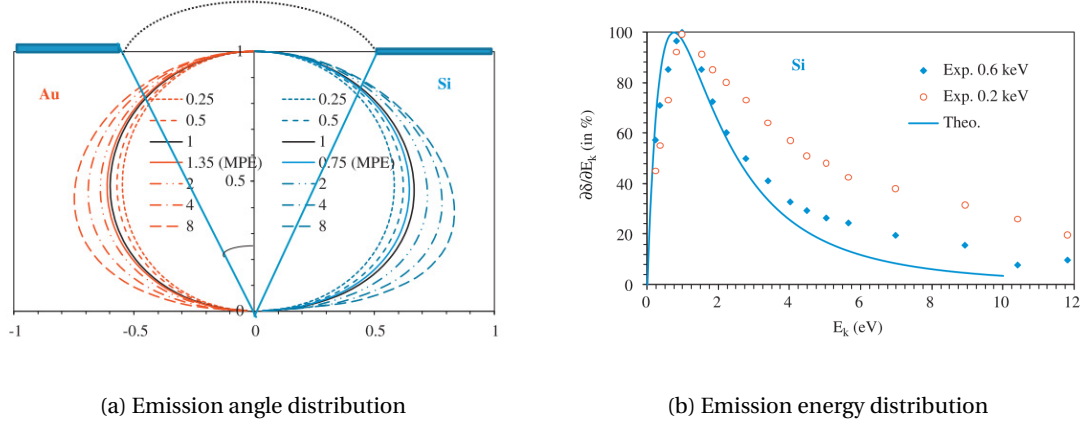 Au
Si
0.25
0.5
1
1.35 (MPE)
2
4
8
0.25
0.5
1
0.75 (MPE)
2
4
8
1
0.5
0
-1
-0.5
0
0.5
1
Si
Exp. 0.6 keV
Exp. 0.2 keV
Theo.
∂δ/∂E_k (in %)
100
80
60
40
20
0
0
2
4
6
8
10
12
E_k (eV)
(a) Emission angle distribution
(b) Emission energy distribution